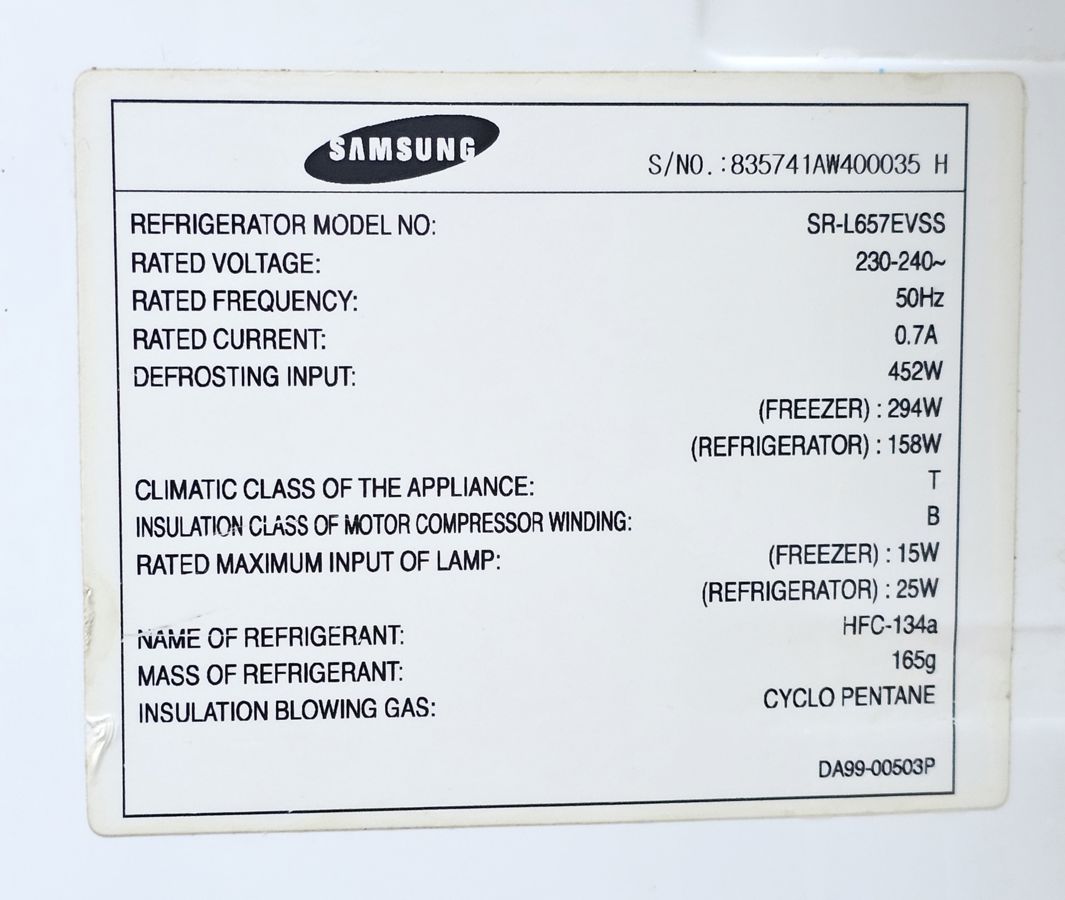 SAMSUNG
S/NO.:835741AW400035 H
REFRIGERATOR MODEL NO: SR-L657EVSS
RATED VOLTAGE: 230-240~
RATED FREQUENCY: 50Hz
RATED CURRENT: 0.7A
DEFROSTING INPUT: 452W
(FREEZER) : 294W
(REFRIGERATOR) : 158W
CLIMATIC CLASS OF THE APPLIANCE: T
INSULATION CLASS OF MOTOR COMPRESSOR WINDING: B
RATED MAXIMUM INPUT OF LAMP: (FREEZER) : 15W
(REFRIGERATOR) : 25W
NAME OF REFRIGERANT: HFC-134a
MASS OF REFRIGERANT: 165g
INSULATION BLOWING GAS: CYCLO PENTANE
DA99-00503P